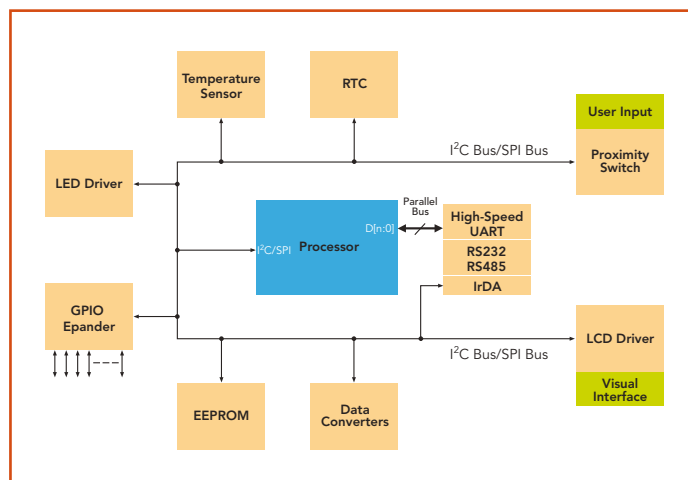 Temperature
Sensor
RTC
User Input
Proximity
Switch
I²C Bus/SPI Bus
LED Driver
Parallel
Bus
D[n:0]
I²C/SPI
Processor
High-Speed
UART
RS232
RS485
IrDA
GPIO
Epander
I²C Bus/SPI Bus
LCD Driver
Visual
Interface
EEPROM
Data
Converters